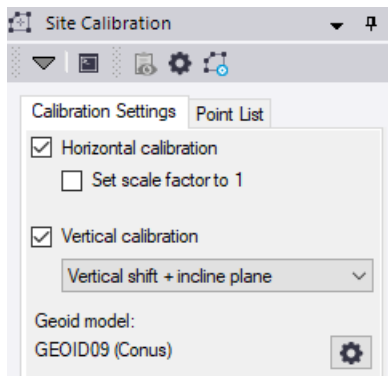 Site Calibration
Calibration Settings Point List
Horizontal calibration
Set scale factor to 1
Vertical calibration
Vertical shift + incline plane
Geoid model:
GEOID09 (Conus)